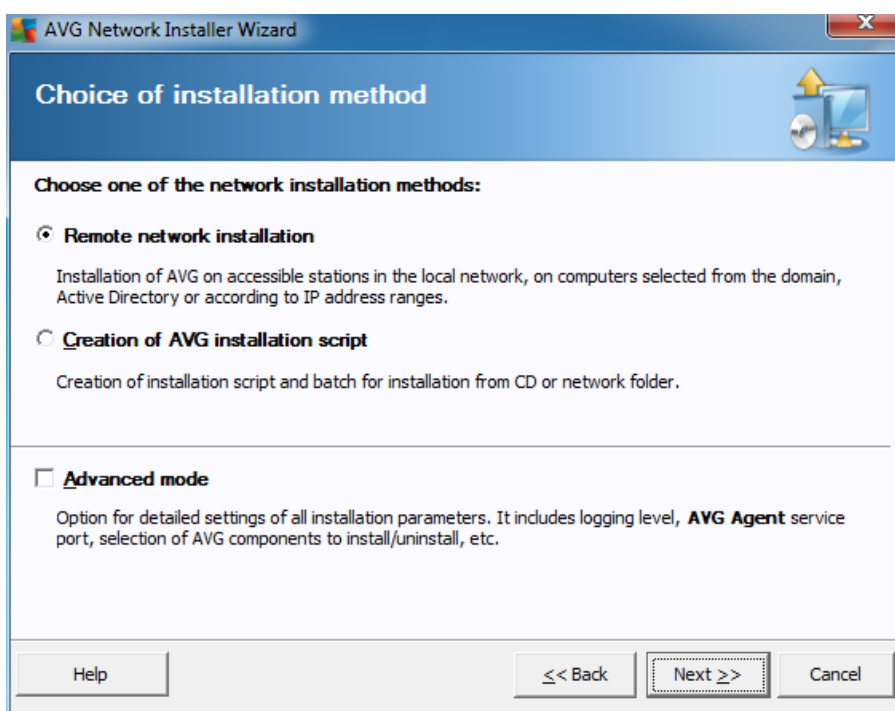 AVG Network Installer Wizard
Choice of installation method
Choose one of the network installation methods:
Remote network installation
Installation of AVG on accessible stations in the local network, on computers selected from the domain,
Active Directory or according to IP address ranges.
Creation of AVG installation script
Creation of installation script and batch for installation from CD or network folder.
Advanced mode
Option for detailed settings of all installation parameters. It includes logging level, AVG Agent service
port, selection of AVG components to install/uninstall, etc.
Help
<< Back
Next >>
Cancel